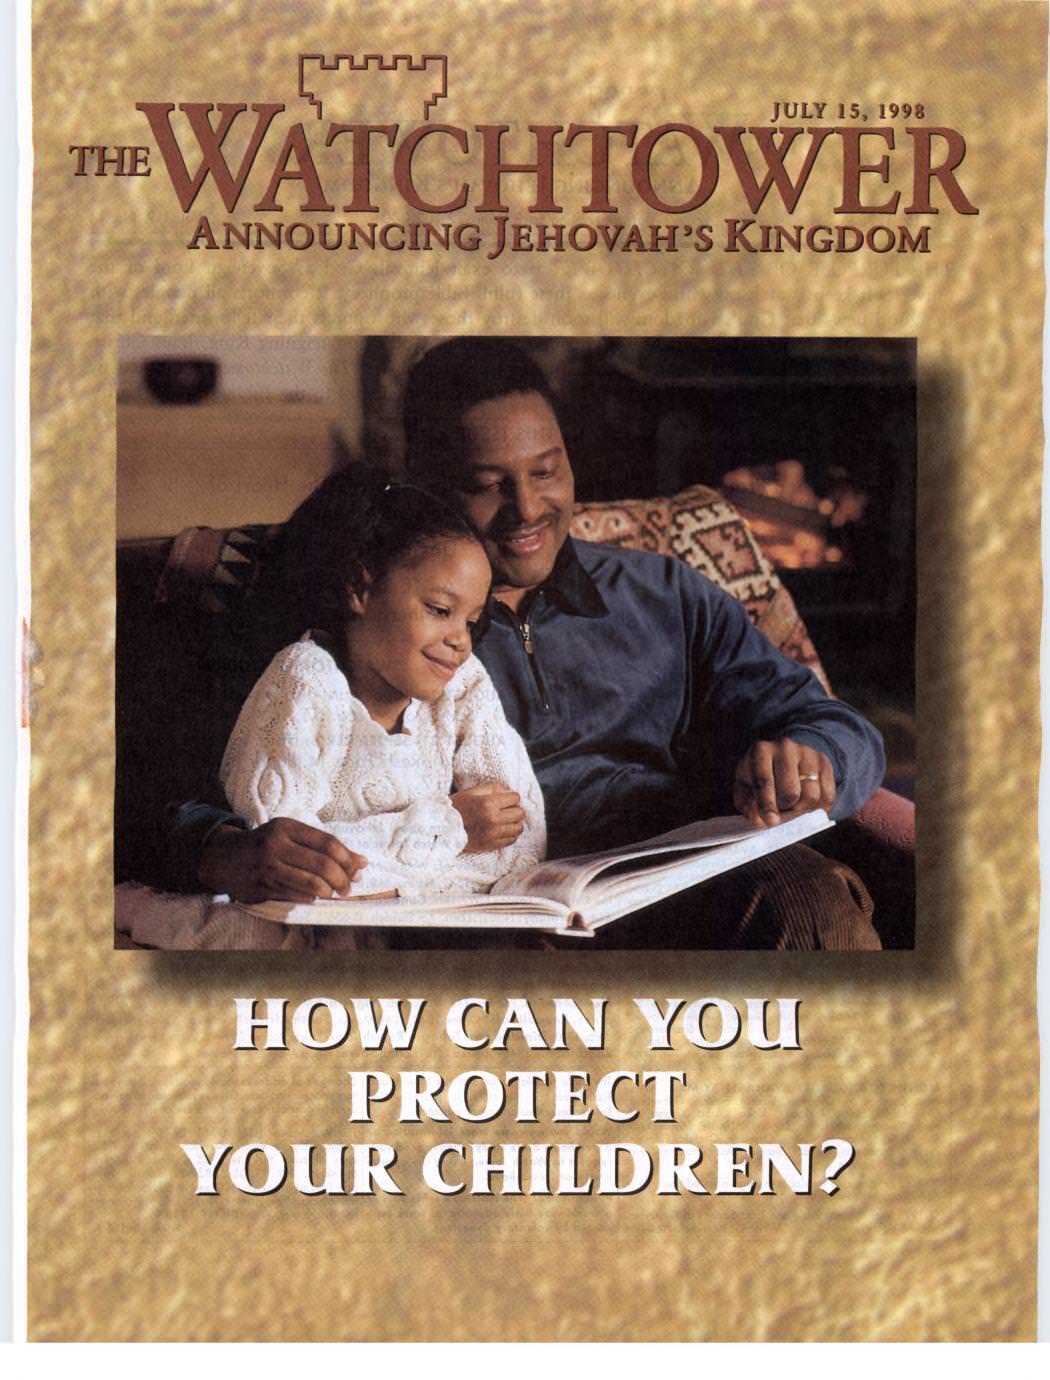 JULY 15, 1998
THE WATCHTOWER
ANNOUNCING JEHOVAH'S KINGDOM
HOW CAN YOU
PROTECT
YOUR CHILDREN?